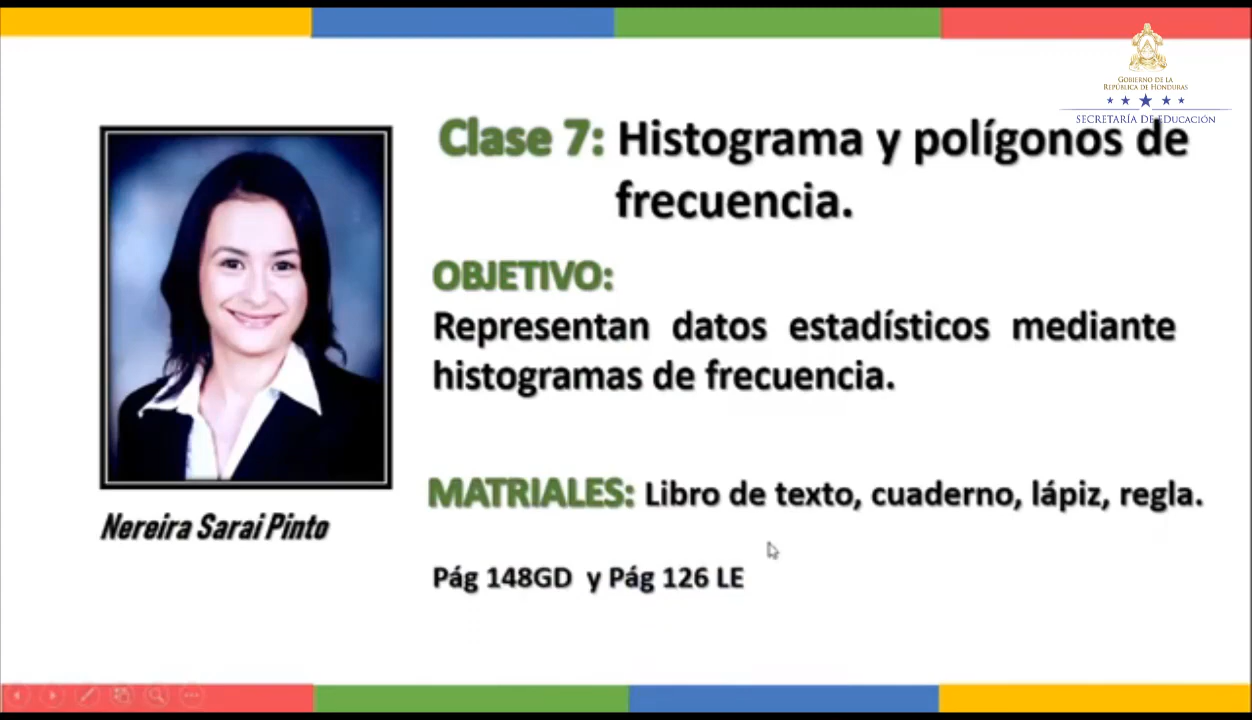 GOBIERNO DE LA
REPÚBLICA DE HONDURAS
SECRETARÍA DE EDUCACIÓN
Clase 7: Histograma y polígonos de
frecuencia.
OBJETIVO:
Representan datos estadísticos mediante
histogramas de frecuencia.
MATRIALES: Libro de texto, cuaderno, lápiz, regla.
Nereira Sarai Pinto
Pág 148GD y Pág 126 LE